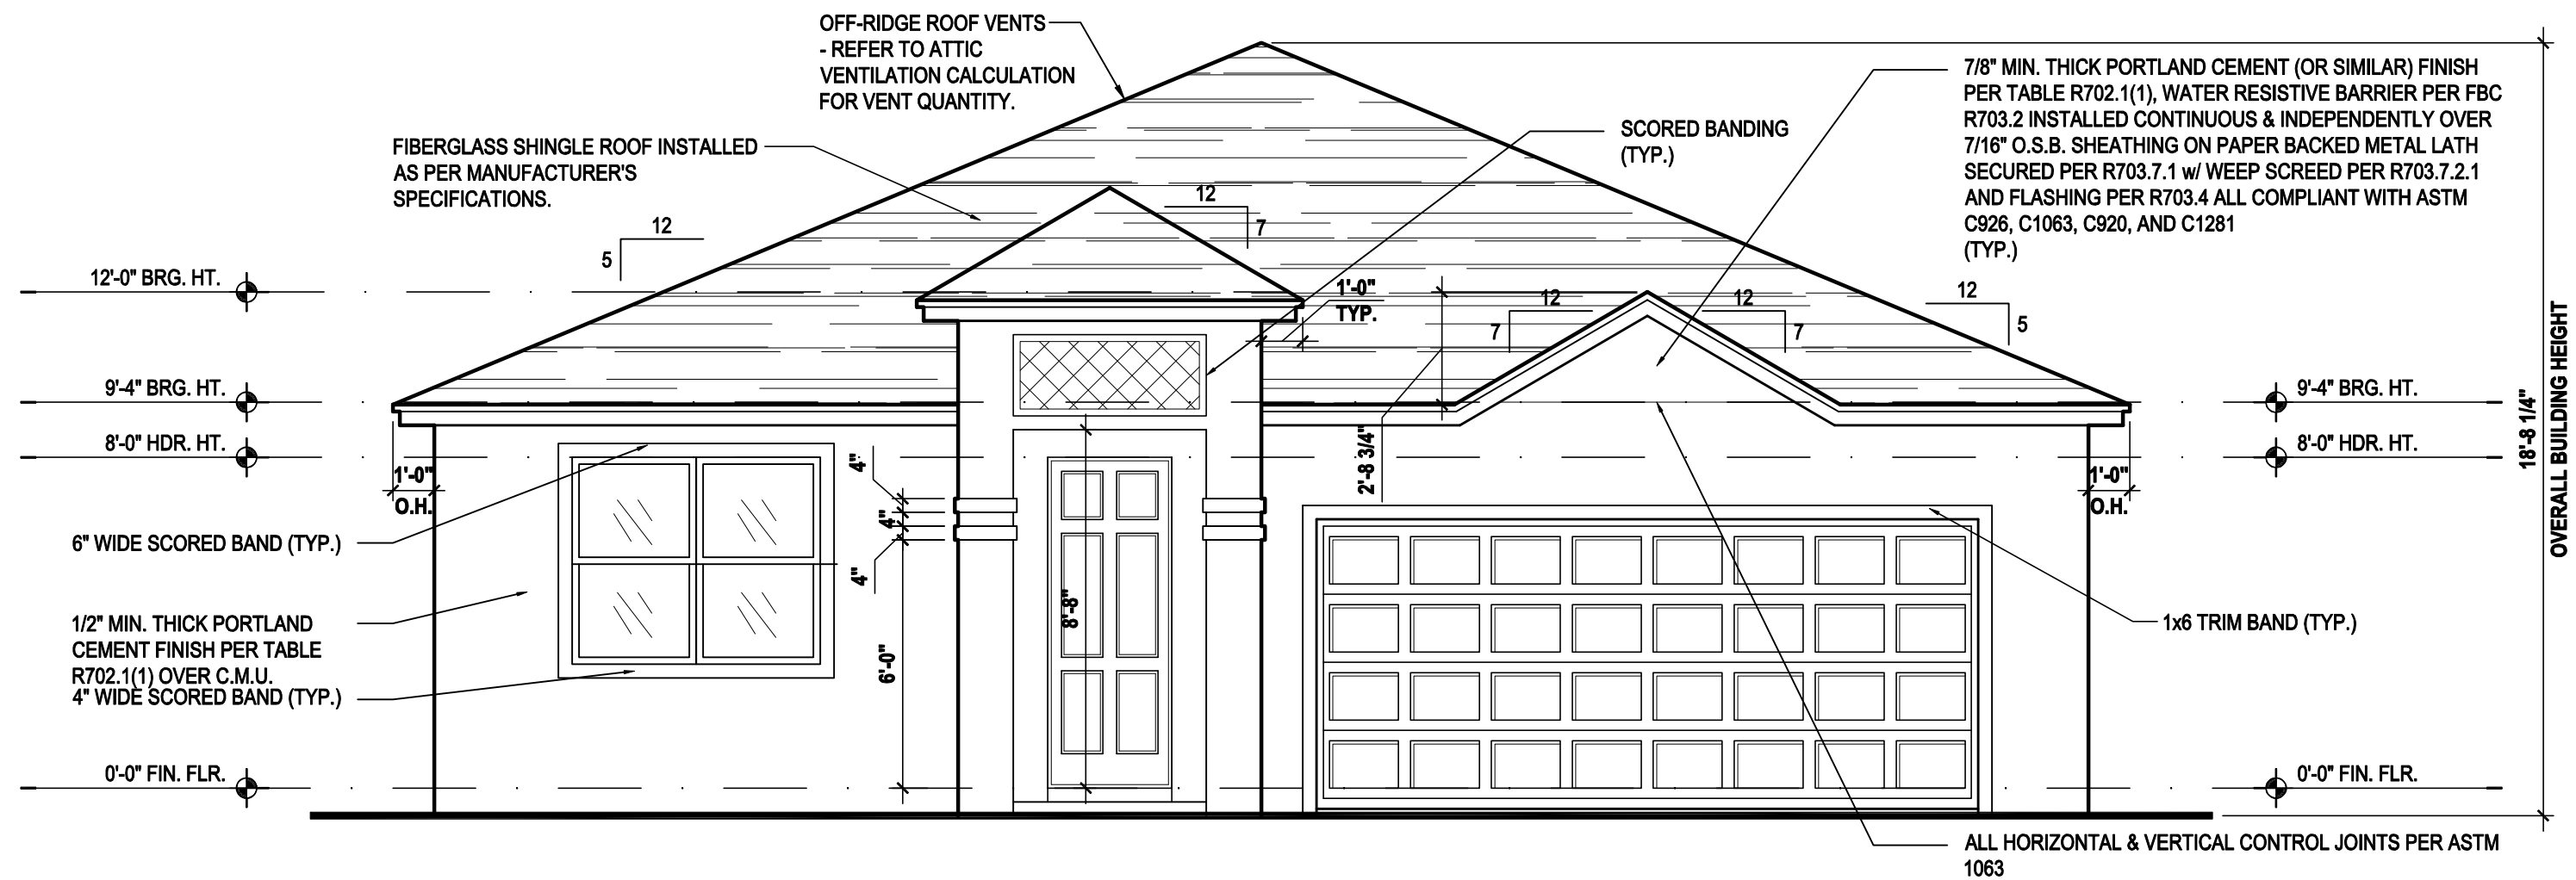 OFF-RIDGE ROOF VENTS
- REFER TO ATTIC
VENTILATION CALCULATION
FOR VENT QUANTITY.
FIBERGLASS SHINGLE ROOF INSTALLED
AS PER MANUFACTURER'S
SPECIFICATIONS.
SCORED BANDING
(TYP.)
7/8" MIN. THICK PORTLAND CEMENT (OR SIMILAR) FINISH
PER TABLE R702.1(1), WATER RESISTIVE BARRIER PER FBC
R703.2 INSTALLED CONTINUOUS & INDEPENDENTLY OVER
7/16" O.S.B. SHEATHING ON PAPER BACKED METAL LATH
SECURED PER R703.7.1 w/ WEEP SCREED PER R703.7.2.1
AND FLASHING PER R703.4 ALL COMPLIANT WITH ASTM
C926, C1063, C920, AND C1281
(TYP.)
12
5
12
7
12
7
12
7
12
5
12'-0" BRG. HT.
9'-4" BRG. HT.
8'-0" HDR. HT.
1'-0"
TYP.
2'-8 3/4"
9'-4" BRG. HT.
8'-0" HDR. HT.
18'-8 1/4"
OVERALL BUILDING HEIGHT
1'-0"
O.H.
1'-0"
O.H.
4"
4"
4"
6'-0"
8'-8"
6" WIDE SCORED BAND (TYP.)
1/2" MIN. THICK PORTLAND
CEMENT FINISH PER TABLE
R702.1(1) OVER C.M.U.
4" WIDE SCORED BAND (TYP.)
1x6 TRIM BAND (TYP.)
0'-0" FIN. FLR.
0'-0" FIN. FLR.
ALL HORIZONTAL & VERTICAL CONTROL JOINTS PER ASTM
1063